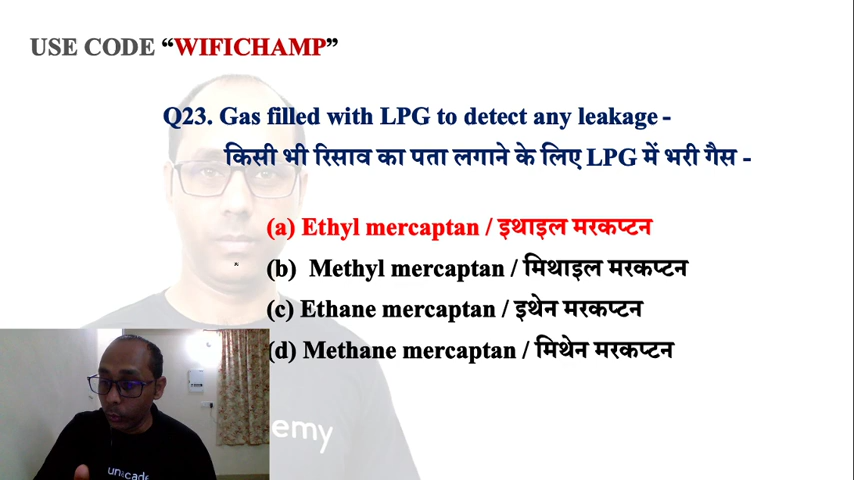 USE CODE “WIFICHAMP”
Q23. Gas filled with LPG to detect any leakage -
किसी भी रिसाव का पता लगाने के लिए LPG में भरी गैस -
(a) Ethyl mercaptan / इथाइल मरकप्टन
(b) Methyl mercaptan / मिथाइल मरकप्टन
(c) Ethane mercaptan / इथेन मरकप्टन
(d) Methane mercaptan / मिथेन मरकप्टन
emy